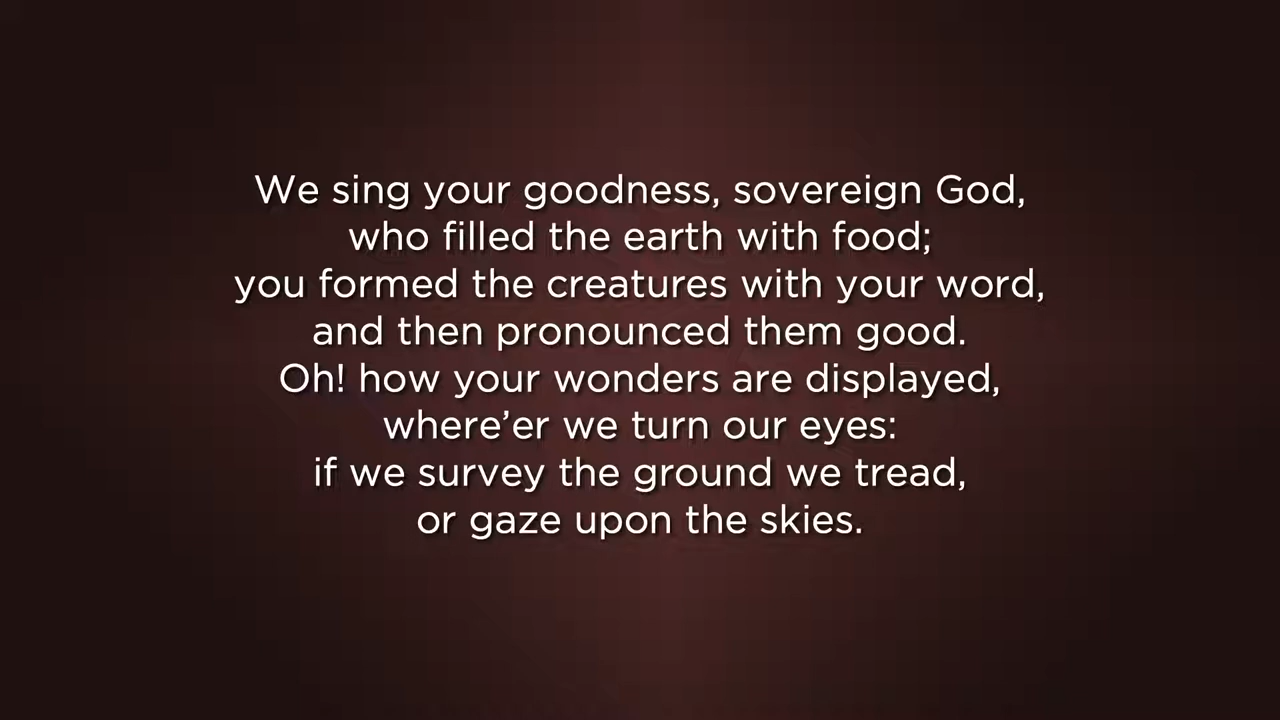 We sing your goodness, sovereign God,
who filled the earth with food;
you formed the creatures with your word,
and then pronounced them good.
Oh! how your wonders are displayed,
where’er we turn our eyes:
if we survey the ground we tread,
or gaze upon the skies.